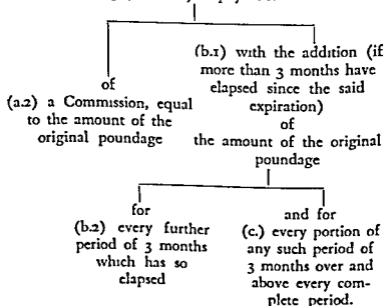 of
(a.2) a Commission, equal
to the amount of the
original poundage
(b.1) with the addition (if
more than 3 months have
elapsed since the said
expiration)
of
the amount of the original
poundage
for
(b.2) every further
period of 3 months
which has so
elapsed
and for
(c.) every portion of
any such period of
3 months over and
above every com-
plete period.